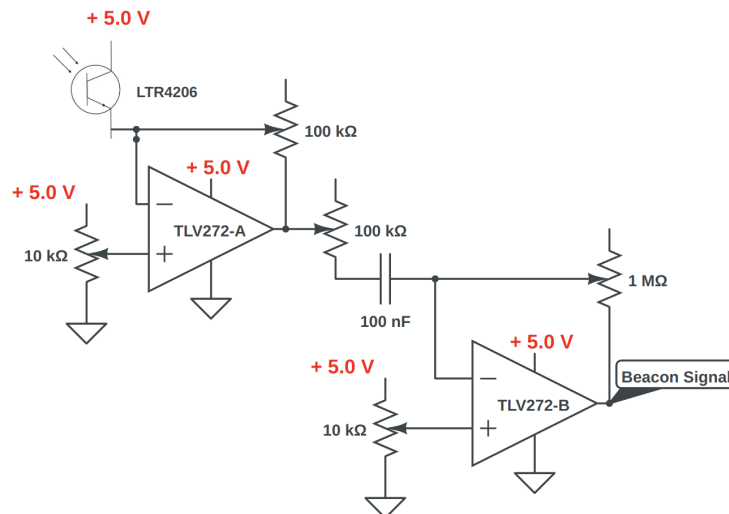 + 5.0 V
LTR4206
100 kΩ
+ 5.0 V
+ 5.0 V
TLV272-A
10 kΩ
100 kΩ
1 MΩ
100 nF
+ 5.0 V
+ 5.0 V
Beacon Signal
TLV272-B
10 kΩ